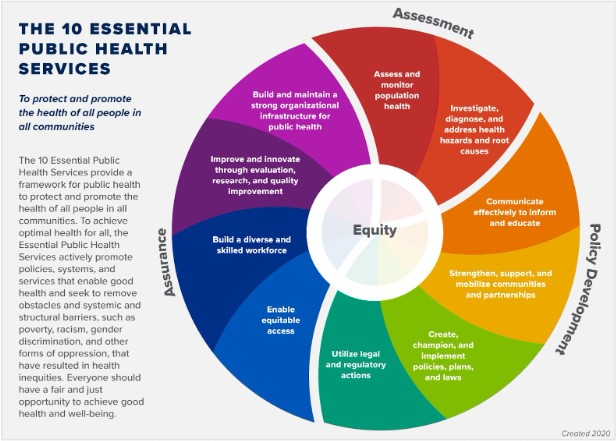 THE 10 ESSENTIAL
PUBLIC HEALTH
SERVICES
To protect and promote
the health of all people in
all communities
The 10 Essential Public
Health Services provide a
framework for public health
to protect and promote the
health of all people in all
communities. To achieve
optimal health for all, the
Essential Public Health
Services actively promote
policies, systems, and
services that enable good
health and seek to remove
obstacles and systemic and
structural barriers, such as
poverty, racism, gender
discrimination, and other
forms of oppression, that
have resulted in health
inequities. Everyone should
have a fair and just
opportunity to achieve good
health and well-being.
Assessment
Assess and
monitor
population
health
Investigate,
diagnose, and
address health
hazards and root
causes
Policy Development
Communicate
effectively to inform
and educate
Strengthen, support, and
mobilize communities
and partnerships
Create,
champion, and
implement
policies, plans,
and laws
Utilize legal
and regulatory
actions
Assurance
Enable
equitable
access
Build a diverse and
skilled workforce
Improve and innovate
through evaluation,
research, and quality
improvement
Build and maintain a
strong organizational
infrastructure for
public health
Equity
Created 2020